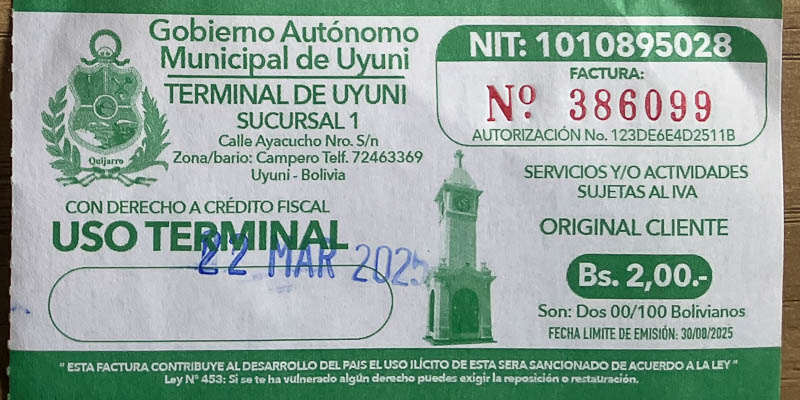 Gobierno Autónomo
Municipal de Uyuni
TERMINAL DE UYUNI
SUCURSAL 1
Calle Ayacucho Nro. S/n
Zona/bario: Campero Telf. 72463369
Uyuni - Bolivia
Quijarro
NIT: 1010895028
FACTURA:
Nº. 386099
AUTORIZACIÓN No. 123DE6E4D2511B
SERVICIOS Y/O ACTIVIDADES
SUJETAS AL IVA
ORIGINAL CLIENTE
CON DERECHO A CRÉDITO FISCAL
USO TERMINAL
22 MAR 2025
Bs. 2,00.-
Son: Dos 00/100 Bolivianos
FECHA LIMITE DE EMISIÓN: 30/08/2025
" ESTA FACTURA CONTRIBUYE AL DESARROLLO DEL PAIS EL USO ILÍCITO DE ESTA SERA SANCIONADO DE ACUERDO A LA LEY "
Ley Nº 453: Si se te ha vulnerado algún derecho puedes exigir la reposición o restauración.